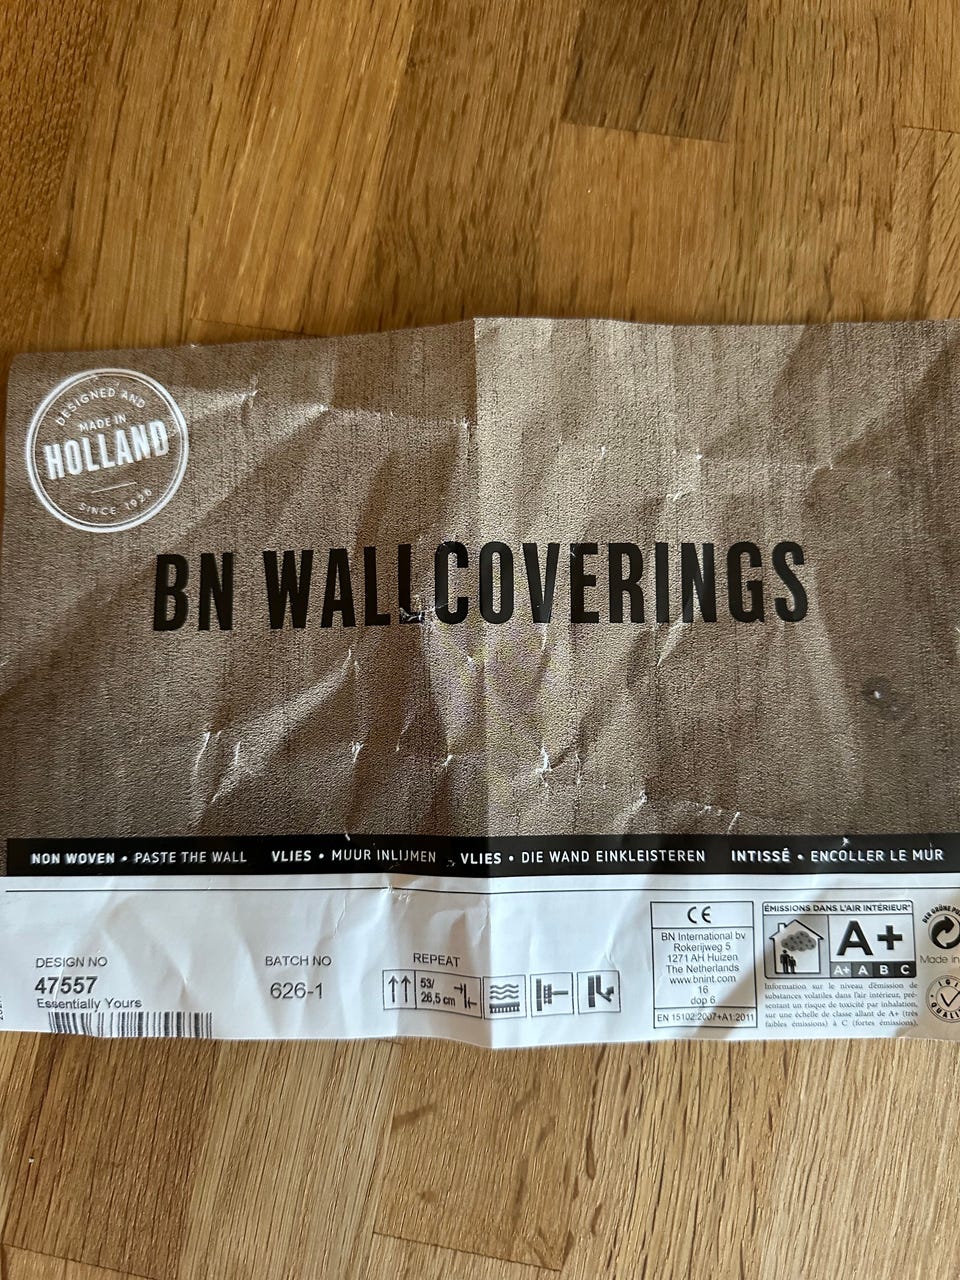 DESIGNED AND
MADE IN
HOLLAND
SINCE 1926
BN WALLCOVERINGS
NON WOVEN • PASTE THE WALL VLIES • MUUR INLIJMEN VLIES • DIE WAND EINKLEISTEREN INTISSÉ • ENCOLLER LE MUR
DESIGN NO
47557
Essentially Yours
BATCH NO
626-1
REPEAT
53/
26,5 cm
CE
BN International bv
Rokerijweg 5
1271 AH Huizen
The Netherlands
www.bnint.com
16
dop 6
EN 15102:2007+A1:2011
ÉMISSIONS DANS L'AIR INTÉRIEUR*
A+
A+ A B C
Information sur le niveau d'émission de
substances volatiles dans l'air intérieur, pré-
sentant un risque de toxicité par inhalation,
sur une échelle de classe allant de A+ (très
faibles émissions) à C (fortes émissions).
DER GRÜNE
Made in